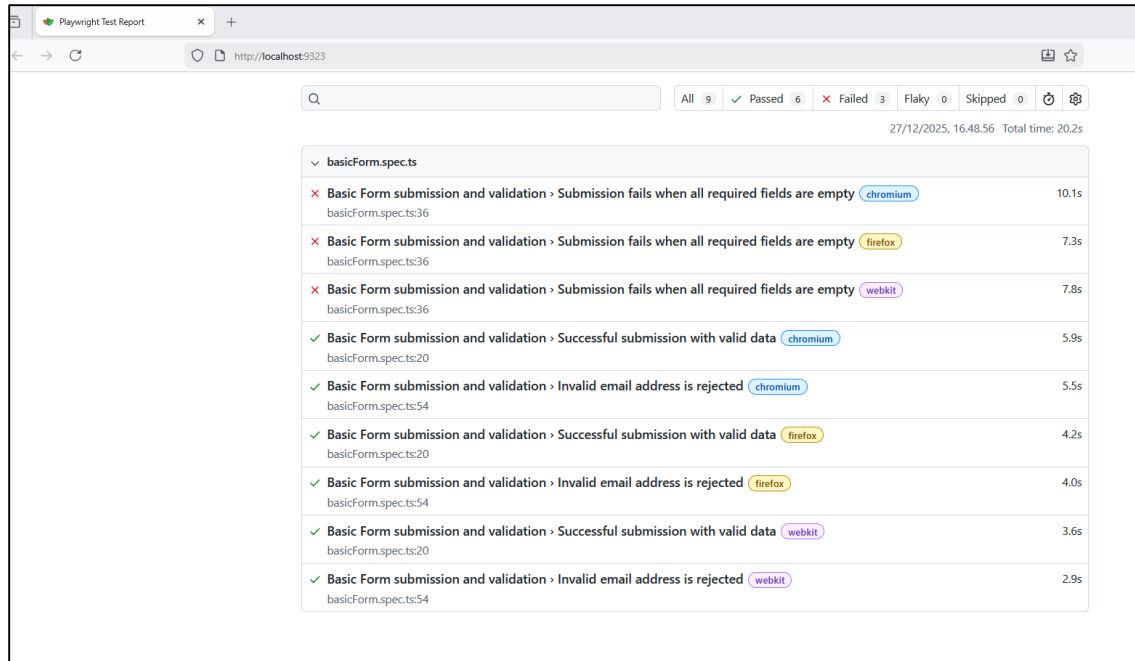 Playwright Test Report
http://localhost:9323
All 9 Passed 6 Failed 3 Flaky 0 Skipped 0
27/12/2025, 16.48.56 Total time: 20.2s
basicForm.spec.ts
Basic Form submission and validation › Submission fails when all required fields are empty chromium 10.1s
basicForm.spec.ts:36
Basic Form submission and validation › Submission fails when all required fields are empty firefox 7.3s
basicForm.spec.ts:36
Basic Form submission and validation › Submission fails when all required fields are empty webkit 7.8s
basicForm.spec.ts:36
Basic Form submission and validation › Successful submission with valid data chromium 5.9s
basicForm.spec.ts:20
Basic Form submission and validation › Invalid email address is rejected chromium 5.5s
basicForm.spec.ts:54
Basic Form submission and validation › Successful submission with valid data firefox 4.2s
basicForm.spec.ts:20
Basic Form submission and validation › Invalid email address is rejected firefox 4.0s
basicForm.spec.ts:54
Basic Form submission and validation › Successful submission with valid data webkit 3.6s
basicForm.spec.ts:20
Basic Form submission and validation › Invalid email address is rejected webkit 2.9s
basicForm.spec.ts:54